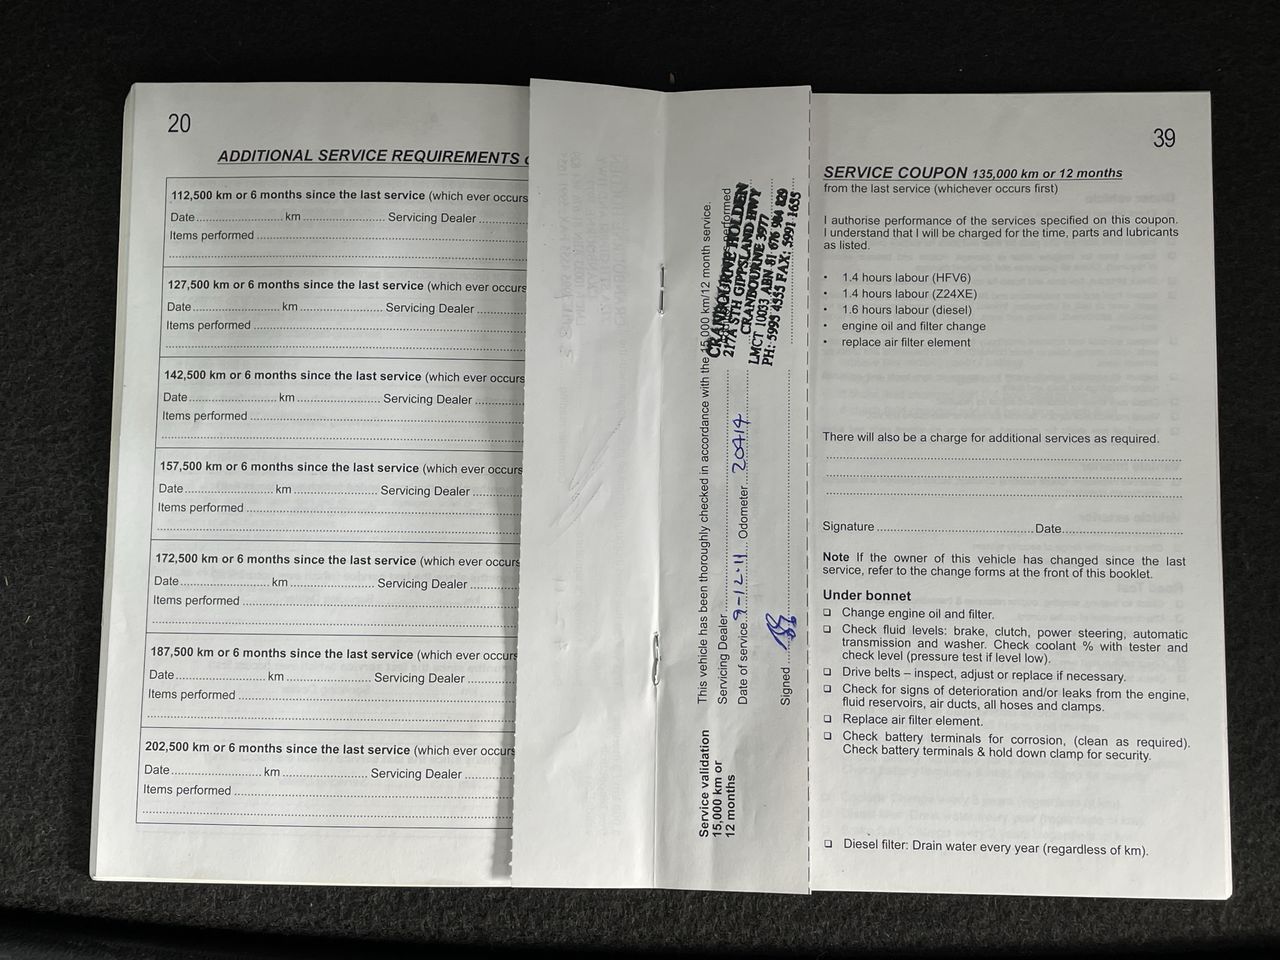 20
ADDITIONAL SERVICE REQUIREMENTS
112,500 km or 6 months since the last service (which ever occurs
Date.......... km.......... Servicing Dealer ..........
Items performed ..........
127,500 km or 6 months since the last service (which ever occurs
Date.......... km.......... Servicing Dealer ..........
Items performed ..........
142,500 km or 6 months since the last service (which ever occurs
Date.......... km.......... Servicing Dealer ..........
Items performed ..........
157,500 km or 6 months since the last service (which ever occurs
Date.......... km.......... Servicing Dealer ..........
Items performed ..........
172,500 km or 6 months since the last service (which ever occurs
Date.......... km.......... Servicing Dealer ..........
Items performed ..........
187,500 km or 6 months since the last service (which ever occurs
Date.......... km.......... Servicing Dealer ..........
Items performed ..........
202,500 km or 6 months since the last service (which ever occurs
Date.......... km.......... Servicing Dealer ..........
Items performed ..........
Service validation
15,000 km or
12 months
This vehicle has been thoroughly checked in accordance with the 15,000 km/12 month service.
Servicing Dealer .......... performed
Date of service 9-12-11 Odometer 20414
Signed ..........
CRANBOURNE HOLDEN
217A STH GIPPSLAND HWY
CRANBOURNE 3977
LMCT 10033 ABN 81 676 984 829
PH: 5995 4555 FAX: 5991 1655
39
SERVICE COUPON 135,000 km or 12 months
from the last service (whichever occurs first)
I authorise performance of the services specified on this coupon.
I understand that I will be charged for the time, parts and lubricants
as listed.
• 1.4 hours labour (HFV6)
• 1.4 hours labour (Z24XE)
• 1.6 hours labour (diesel)
• engine oil and filter change
• replace air filter element
There will also be a charge for additional services as required.
Signature .......... Date..........
Note If the owner of this vehicle has changed since the last
service, refer to the change forms at the front of this booklet.
Under bonnet
❑ Change engine oil and filter.
❑ Check fluid levels: brake, clutch, power steering, automatic
transmission and washer. Check coolant % with tester and
check level (pressure test if level low).
❑ Drive belts – inspect, adjust or replace if necessary.
❑ Check for signs of deterioration and/or leaks from the engine,
fluid reservoirs, air ducts, all hoses and clamps.
❑ Replace air filter element.
❑ Check battery terminals for corrosion, (clean as required).
Check battery terminals & hold down clamp for security.
❑ Diesel filter: Drain water every year (regardless of km).